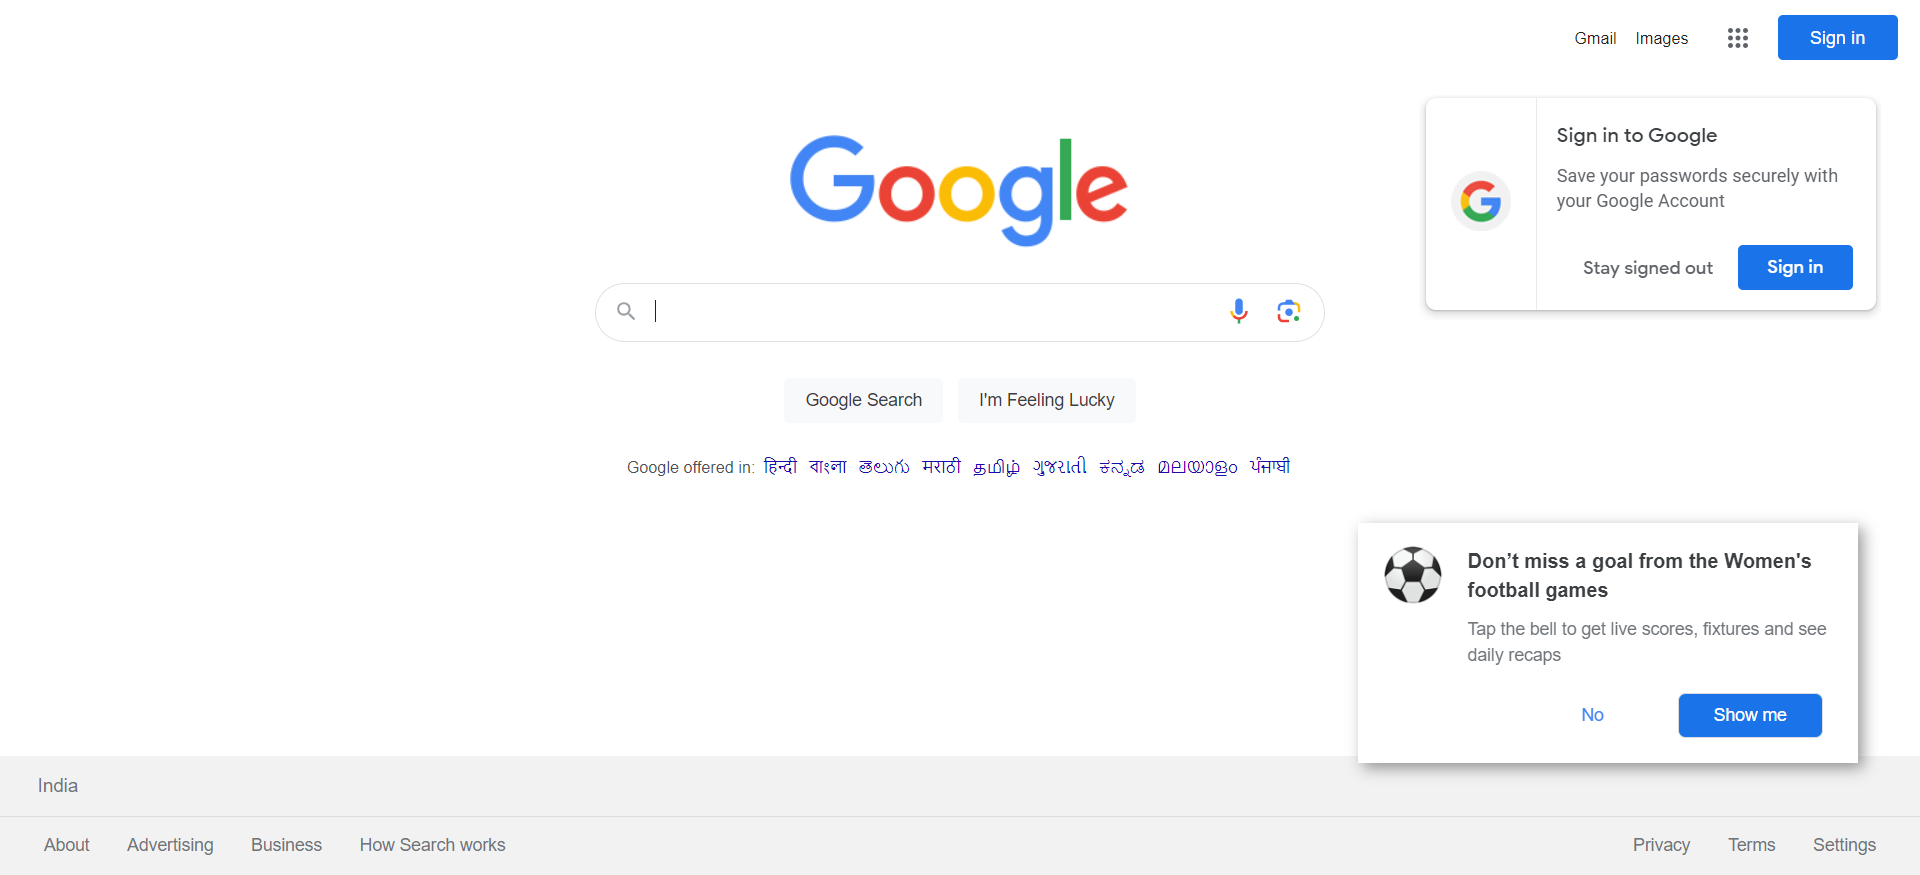 Gmail Images Sign in
Google
Sign in to Google
Save your passwords securely with
your Google Account
Stay signed out Sign in
Google Search I'm Feeling Lucky
Google offered in: हिन्दी বাংলা తెలుగు मराठी தமிழ் ગુજરાતી ಕನ್ನಡ മലയാളം ਪੰਜਾਬੀ
Don’t miss a goal from the Women's
football games
Tap the bell to get live scores, fixtures and see
daily recaps
No Show me
India
About Advertising Business How Search works Privacy Terms Settings